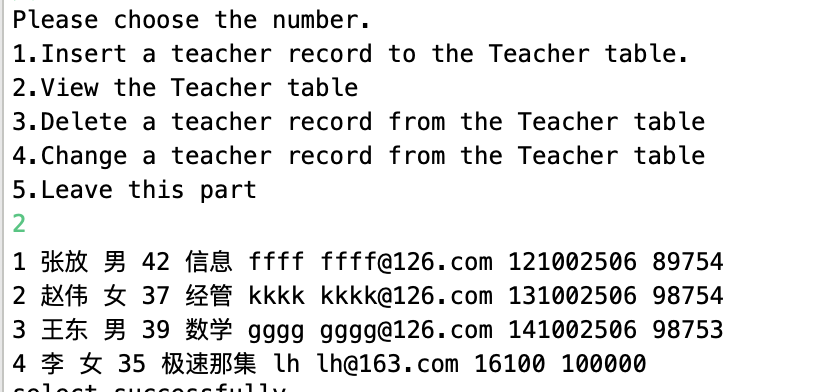 Please choose the number.
1.Insert a teacher record to the Teacher table.
2.View the Teacher table
3.Delete a teacher record from the Teacher table
4.Change a teacher record from the Teacher table
5.Leave this part
2
1 张放 男 42 信息 ffff ffff@126.com 121002506 89754
2 赵伟 女 37 经管 kkkk kkkk@126.com 131002506 98754
3 王东 男 39 数学 gggg gggg@126.com 141002506 98753
4 李 女 35 极速那集 lh lh@163.com 16100 100000
select successfully